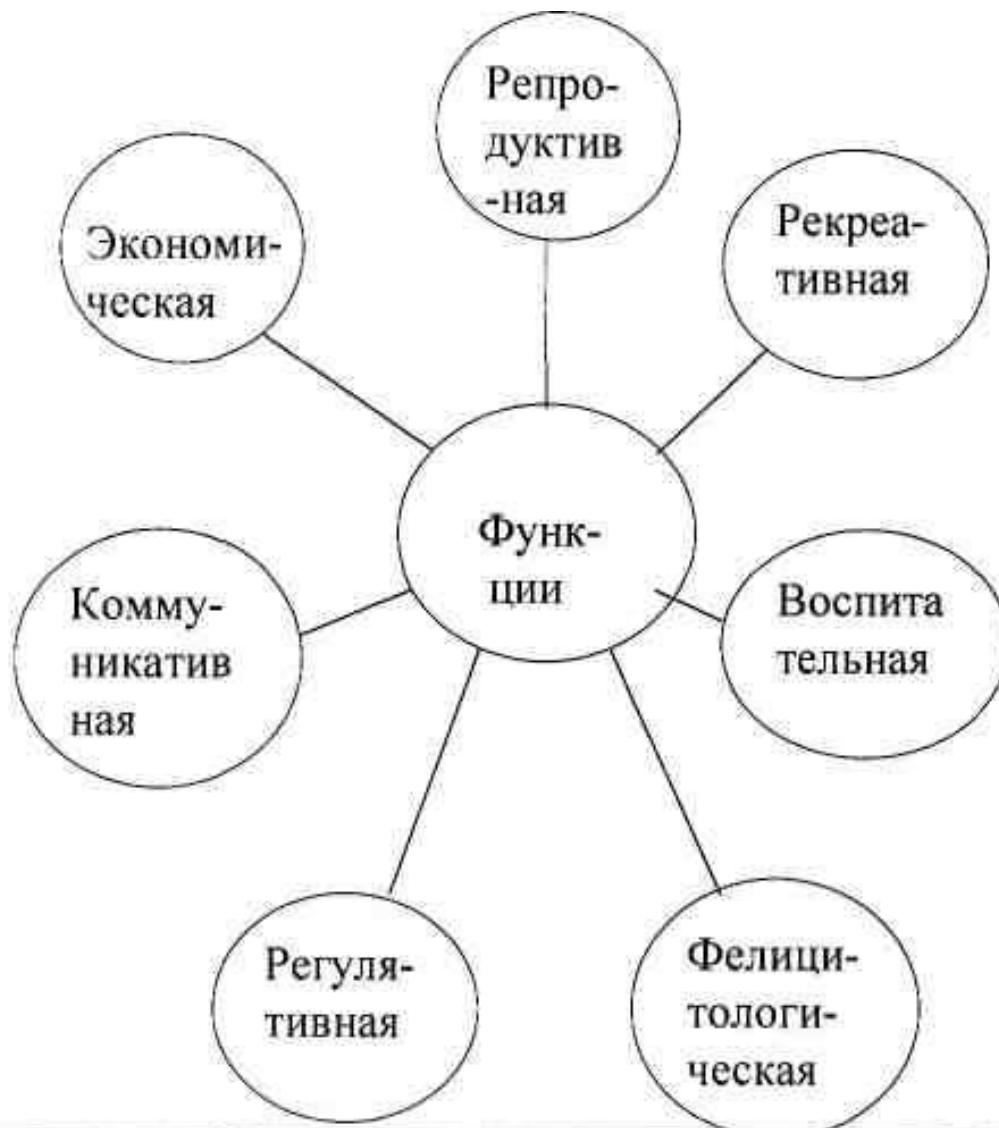 Репро-
дуктив
-ная
Экономи-
ческая
Рекреа-
тивная
Функ-
ции
Комму-
никатив
ная
Воспита
тельная
Регуля-
тивная
Фелици-
тологи-
ческая